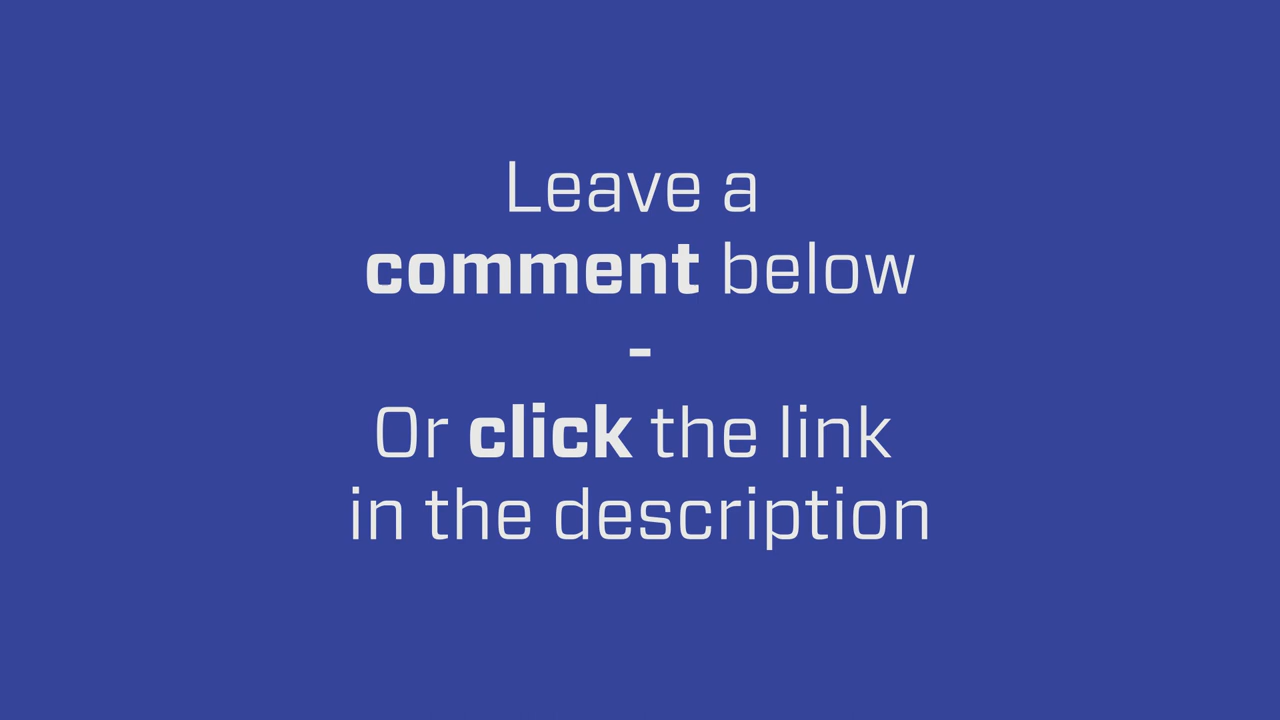 Leave a
comment below
-
Or click the link
in the description